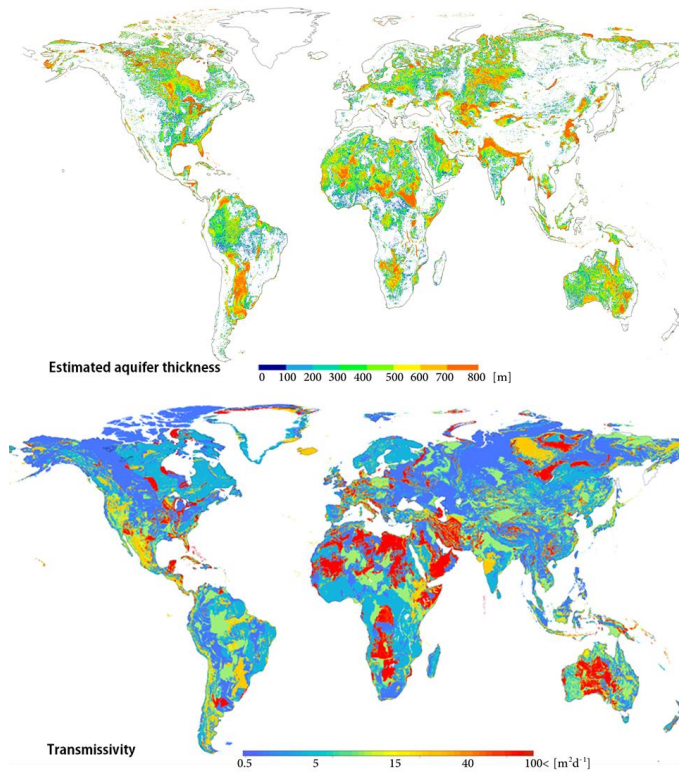 Estimated aquifer thickness
0 100 200 300 400 500 600 700 800 [m]
Transmissivity
0.5 5 15 40 100< [m²d⁻¹]